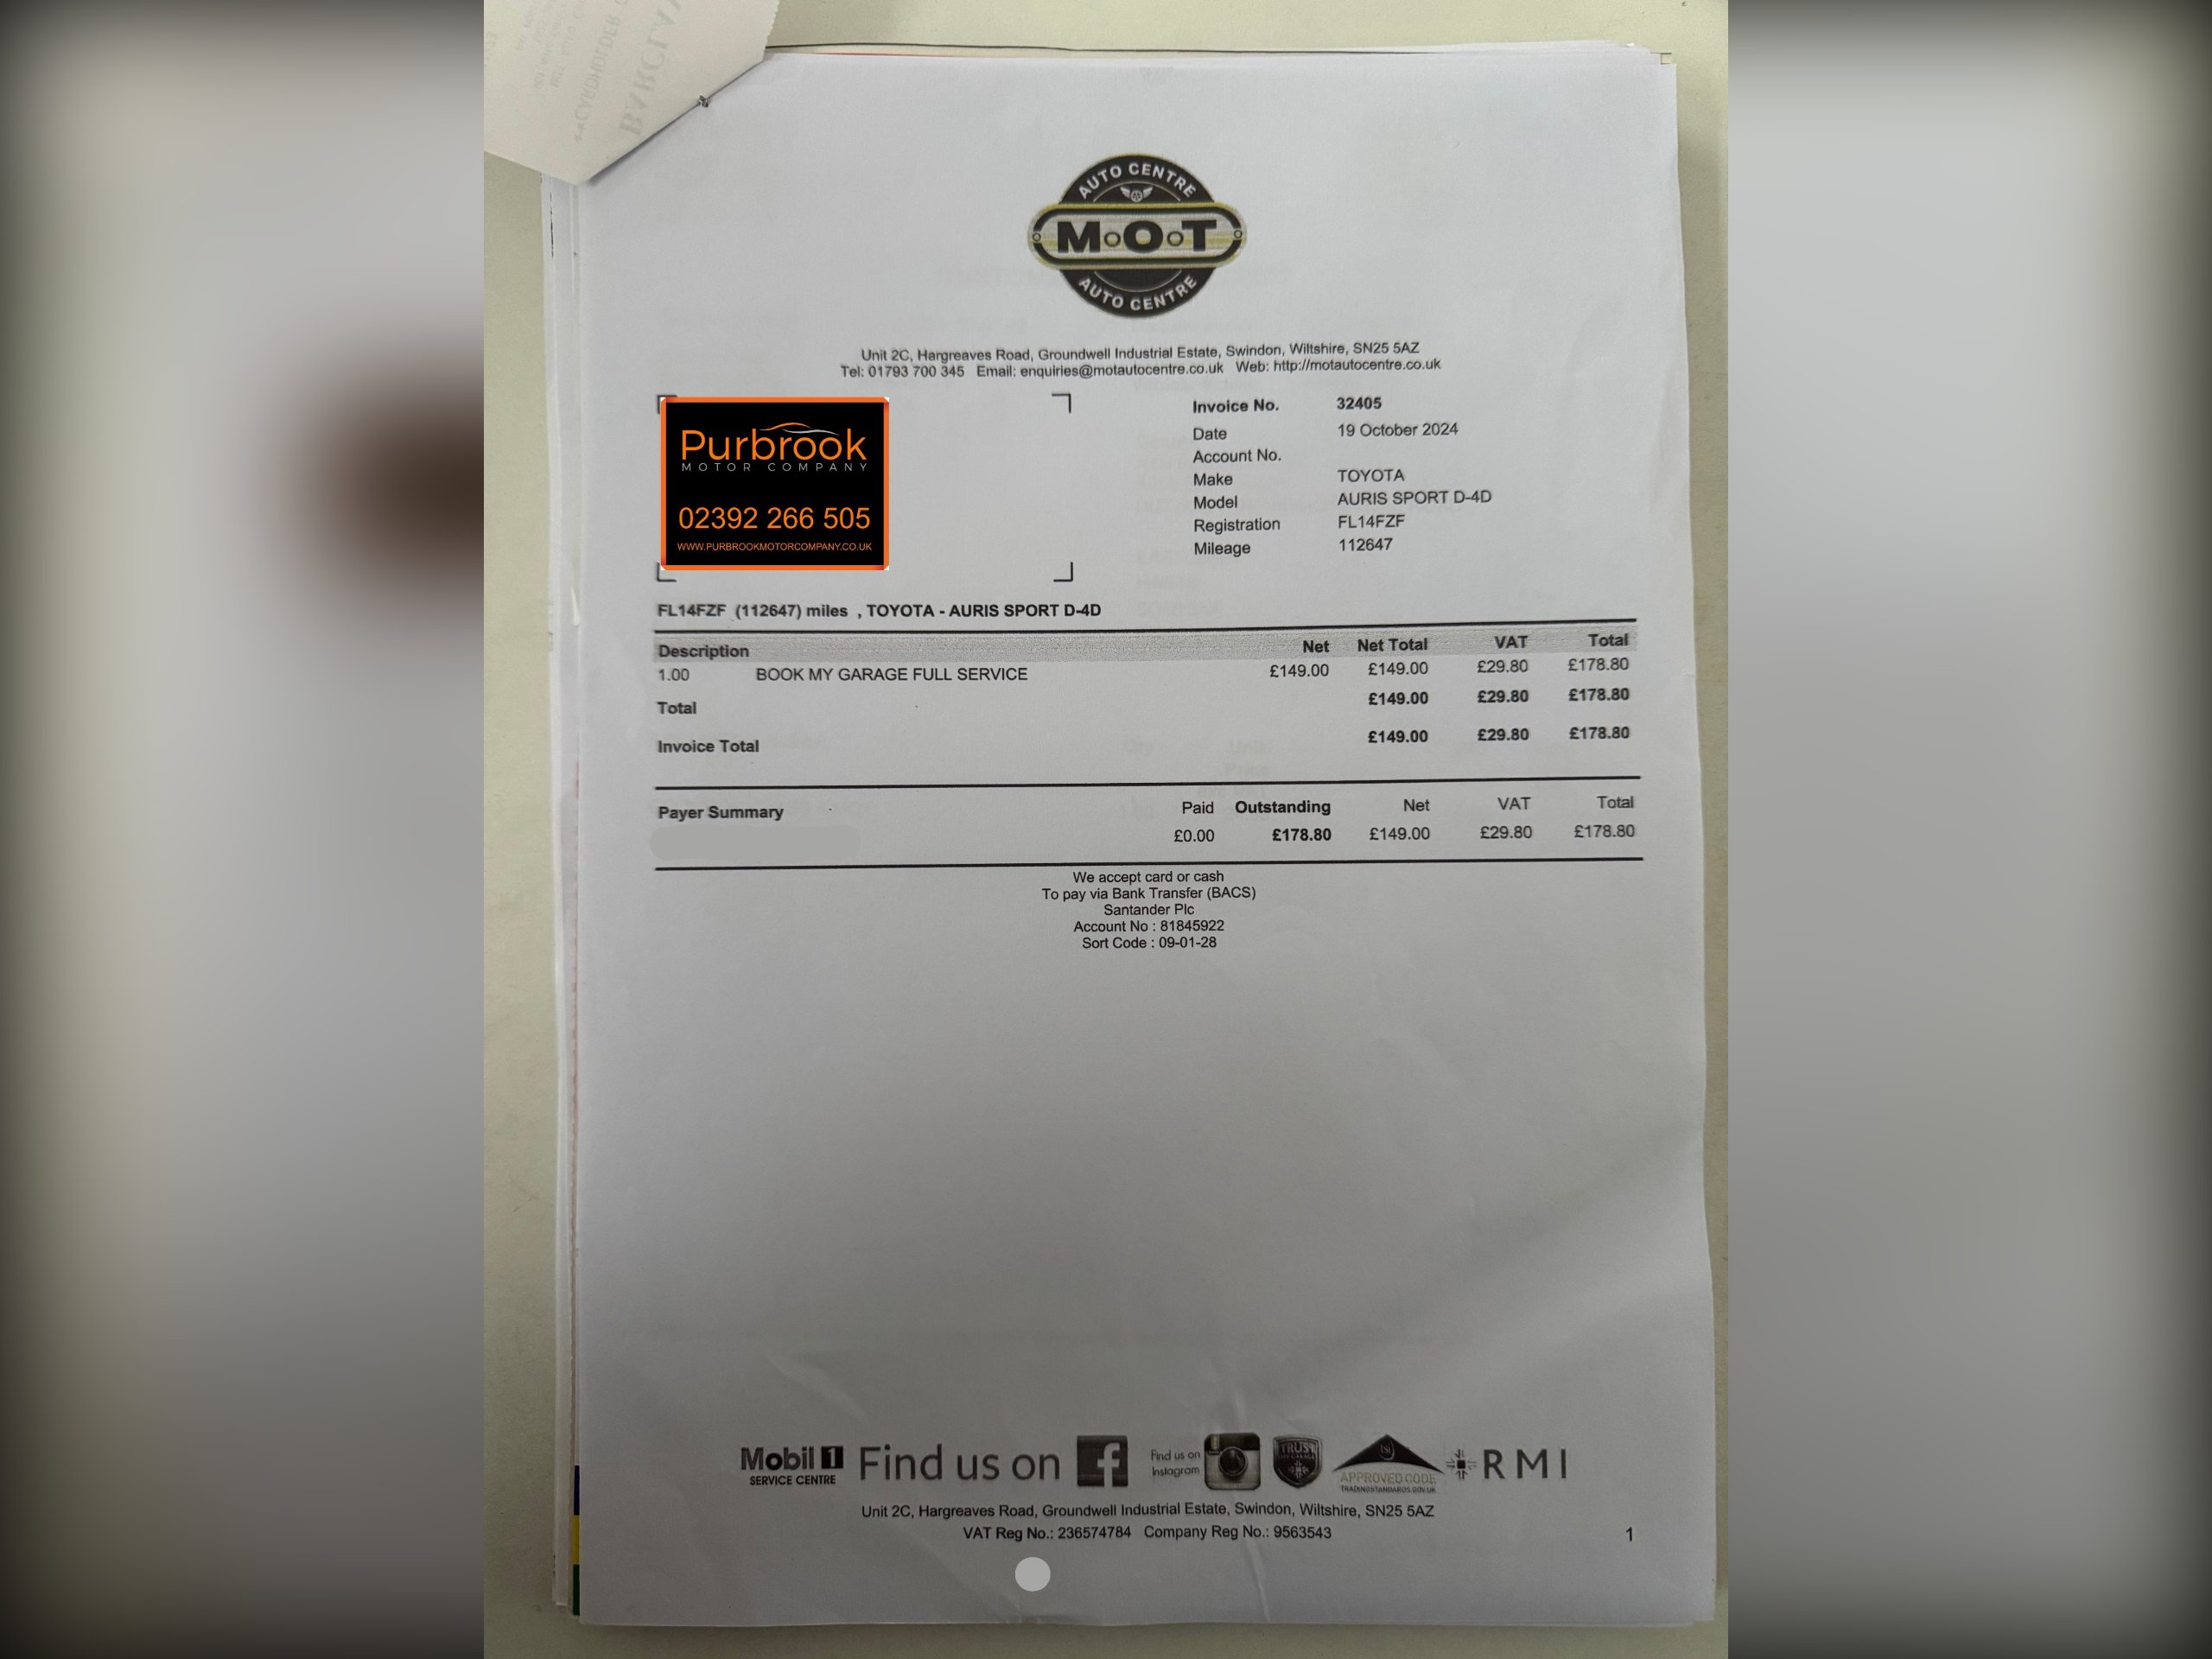 AUTO CENTRE
M.O.T
AUTO CENTRE
Unit 2C, Hargreaves Road, Groundwell Industrial Estate, Swindon, Wiltshire, SN25 5AZ
Tel: 01793 700 345 Email: enquiries@motautocentre.co.uk Web: http://motautocentre.co.uk
Purbrook
MOTOR COMPANY
02392 266 505
WWW.PURBROOKMOTORCOMPANY.CO.UK
Invoice No. 32405
Date 19 October 2024
Account No.
Make TOYOTA
Model AURIS SPORT D-4D
Registration FL14FZF
Mileage 112647
FL14FZF (112647) miles , TOYOTA - AURIS SPORT D-4D
Description Net Net Total VAT Total
1.00 BOOK MY GARAGE FULL SERVICE £149.00 £149.00 £29.80 £178.80
Total £149.00 £29.80 £178.80
Invoice Total £149.00 £29.80 £178.80
Payer Summary Paid Outstanding Net VAT Total
£0.00 £178.80 £149.00 £29.80 £178.80
We accept card or cash
To pay via Bank Transfer (BACS)
Santander Plc
Account No : 81845922
Sort Code : 09-01-28
Mobil 1
SERVICE CENTRE
Find us on
Find us on
Instagram
TRUST
APPROVED CODE
TRADINGSTANDARDS.GOV.UK
RMI
Unit 2C, Hargreaves Road, Groundwell Industrial Estate, Swindon, Wiltshire, SN25 5AZ
VAT Reg No.: 236574784 Company Reg No.: 9563543
1